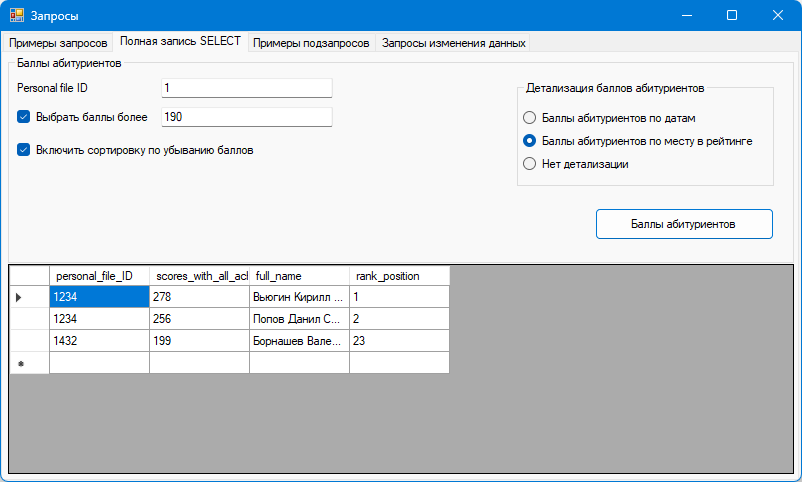 Запросы
Примеры запросов Полная запись SELECT Примеры подзапросов Запросы изменения данных
Баллы абитуриентов
Personal file ID 1
Выбрать баллы более 190
Включить сортировку по убыванию баллов
Детализация баллов абитуриентов
Баллы абитуриентов по датам
Баллы абитуриентов по месту в рейтинге
Нет детализации
Баллы абитуриентов
personal_file_ID scores_with_all_acl full_name rank_position
1234 278 Вьюгин Кирилл ... 1
1234 256 Попов Данил С... 2
1432 199 Борнашев Вале... 23